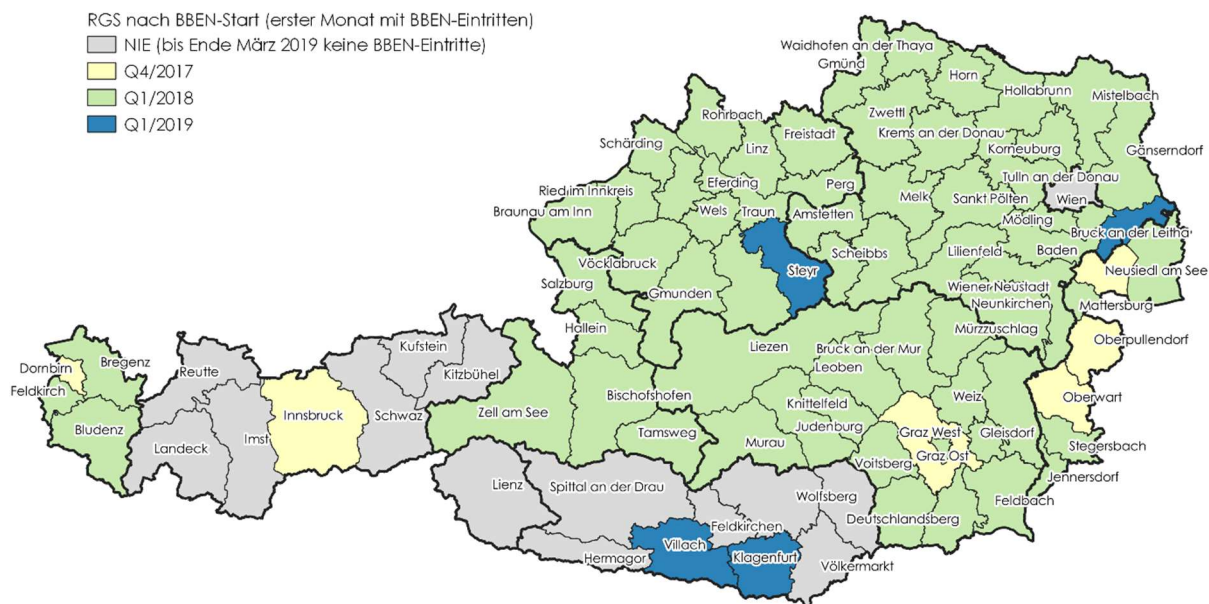 RGS nach BBEN-Start (erster Monat mit BBEN-Eintritten)
NIE (bis Ende März 2019 keine BBEN-Eintritte)
Q4/2017
Q1/2018
Q1/2019
Waidhofen an der Thaya
Gmünd
Horn
Hollabrunn
Mistelbach
Zwettl
Rohrbach
Freistadt
Krems an der Donau
Schärding
Linz
Korneuburg
Gänserndorf
Tulln an der Donau
Ried im Innkreis
Eferding
Perg
Melk
Sankt Pölten
Wien
Braunau am Inn
Wels
Traun
Amstetten
Mödling
Bruck an der Leitha
Vöcklabruck
Steyr
Scheibbs
Lilienfeld
Baden
Neusiedl am See
Salzburg
Gmunden
Wiener Neustadt
Neunkirchen
Mattersburg
Hallein
Mürzzuschlag
Kufstein
Liezen
Bruck an der Mur
Oberpullendorf
Dornbirn
Bregenz
Reutte
Kitzbühel
Leoben
Feldkirch
Innsbruck
Schwaz
Zell am See
Bischofshofen
Knittelfeld
Weiz
Oberwart
Bludenz
Landeck
Imst
Tamsweg
Murau
Judenburg
Graz West
Gleisdorf
Stegersbach
Graz Ost
Voitsberg
Jennersdorf
Lienz
Spittal an der Drau
Wolfsberg
Feldbach
Feldkirchen
Deutschlandsberg
Villach
Klagenfurt
Hermagor
Völkermarkt